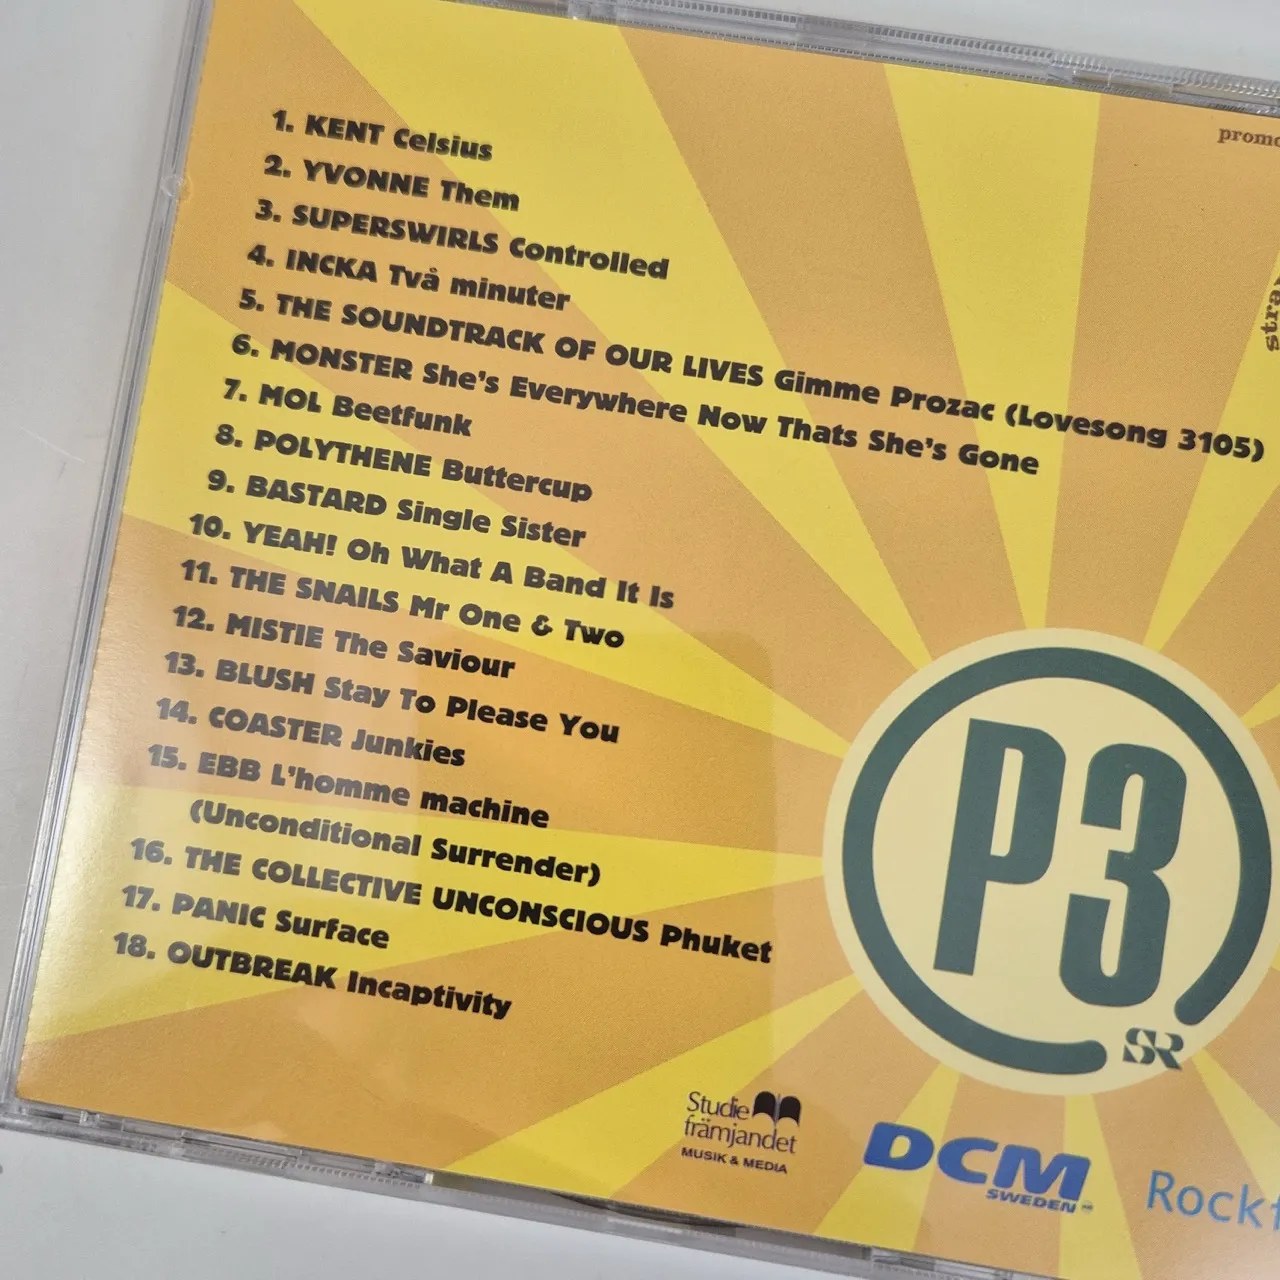 1. KENT Celsius
2. YVONNE Them
3. SUPERSWIRLS Controlled
4. INCKA Två minuter
5. THE SOUNDTRACK OF OUR LIVES Gimme Prozac (Lovesong 3105)
6. MONSTER She's Everywhere Now Thats She's Gone
7. MOL Beetfunk
8. POLYTHENE Buttercup
9. BASTARD Single Sister
10. YEAH! Oh What A Band It Is
11. THE SNAILS Mr One & Two
12. MISTIE The Saviour
13. BLUSH Stay To Please You
14. COASTER Junkies
15. EBB L'homme machine
(Unconditional Surrender)
16. THE COLLECTIVE UNCONSCIOUS Phuket
17. PANIC Surface
18. OUTBREAK Incaptivity
promo
P3
SR
Studie
främjandet
MUSIK & MEDIA
DCM
SWEDEN